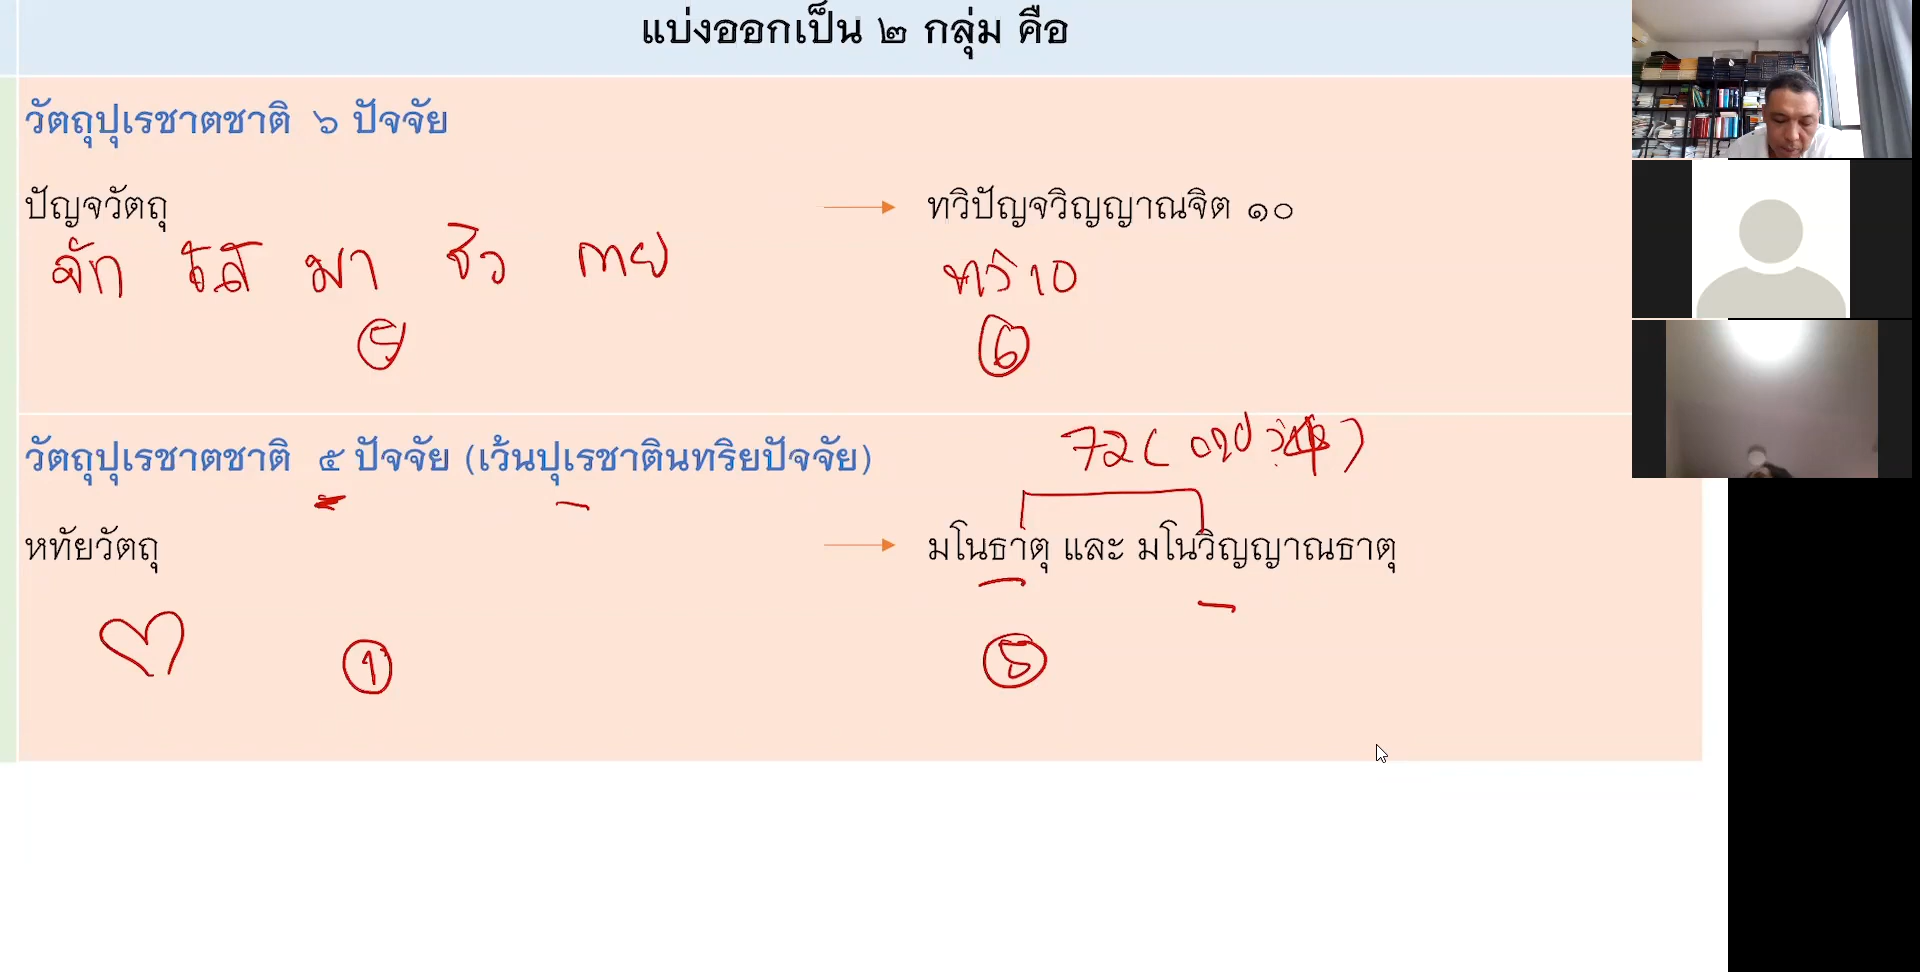 แบ่งออกเป็น ๒ กลุ่ม คือ
วัตถุปุเรชาตชาติ ๖ ปัจจัย
ปัญจวัตถุ ทวิปัญจวิญญาณจิต ๑๐
จัก โสต ฆา ชิว กาย ทวิ 10
5 6
72 (
วัตถุปุเรชาตชาติ ๕ ปัจจัย (เว้นปุเรชาตินทริยปัจจัย)
หทัยวัตถุ มโนธาตุ และ มโนวิญญาณธาตุ
1 5